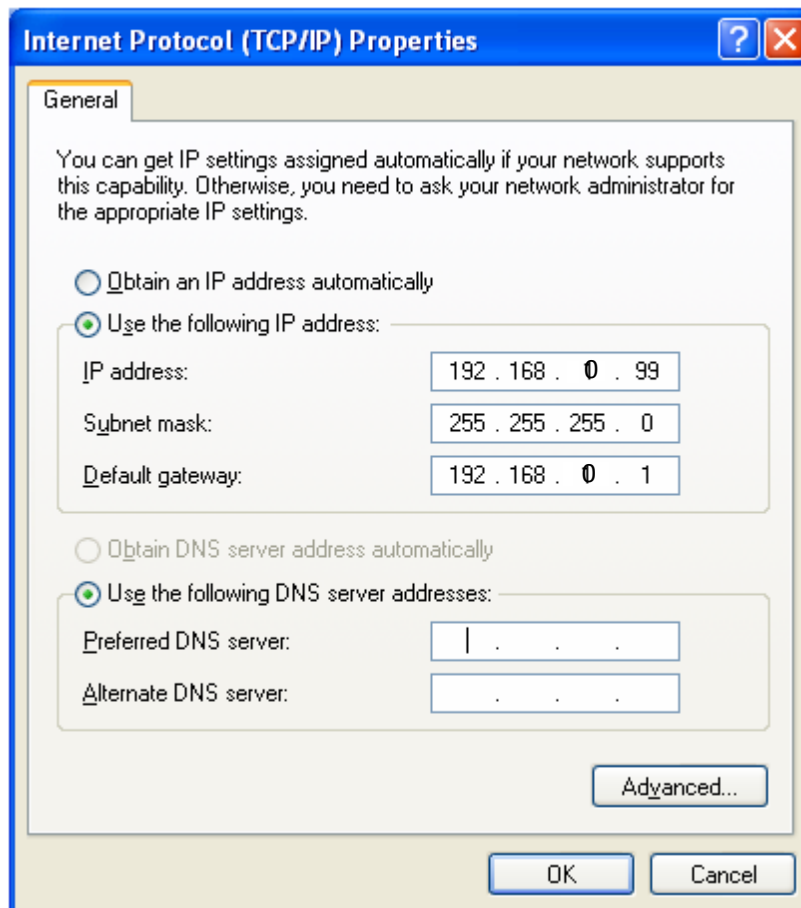 Internet Protocol (TCP/IP) Properties
General
You can get IP settings assigned automatically if your network supports
this capability. Otherwise, you need to ask your network administrator for
the appropriate IP settings.
Obtain an IP address automatically
Use the following IP address:
IP address: 192 . 168 . 0 . 99
Subnet mask: 255 . 255 . 255 . 0
Default gateway: 192 . 168 . 0 . 1
Obtain DNS server address automatically
Use the following DNS server addresses:
Preferred DNS server: . . .
Alternate DNS server: . . .
Advanced...
OK Cancel